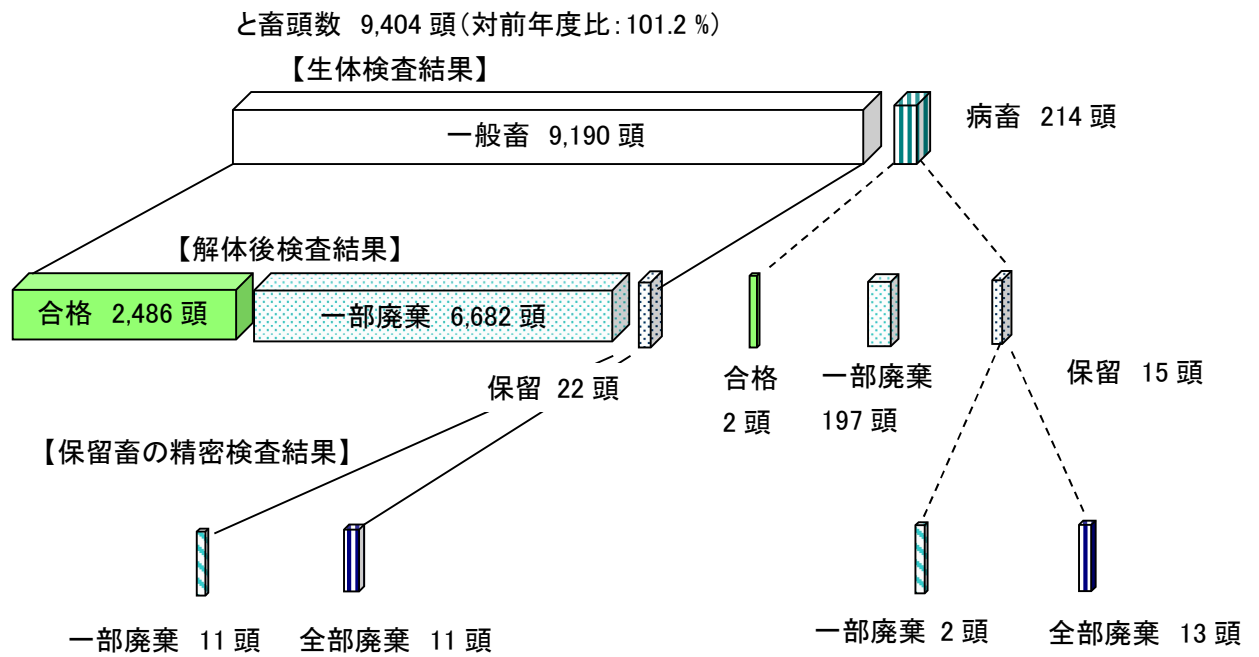 と畜頭数 9,404 頭(対前年度比:101.2 %)
【生体検査結果】
一般畜 9,190 頭
病畜 214 頭
【解体後検査結果】
合格 2,486 頭
一部廃棄 6,682 頭
保留 22 頭
合格
2 頭
一部廃棄
197 頭
保留 15 頭
【保留畜の精密検査結果】
一部廃棄 11 頭
全部廃棄 11 頭
一部廃棄 2 頭
全部廃棄 13 頭